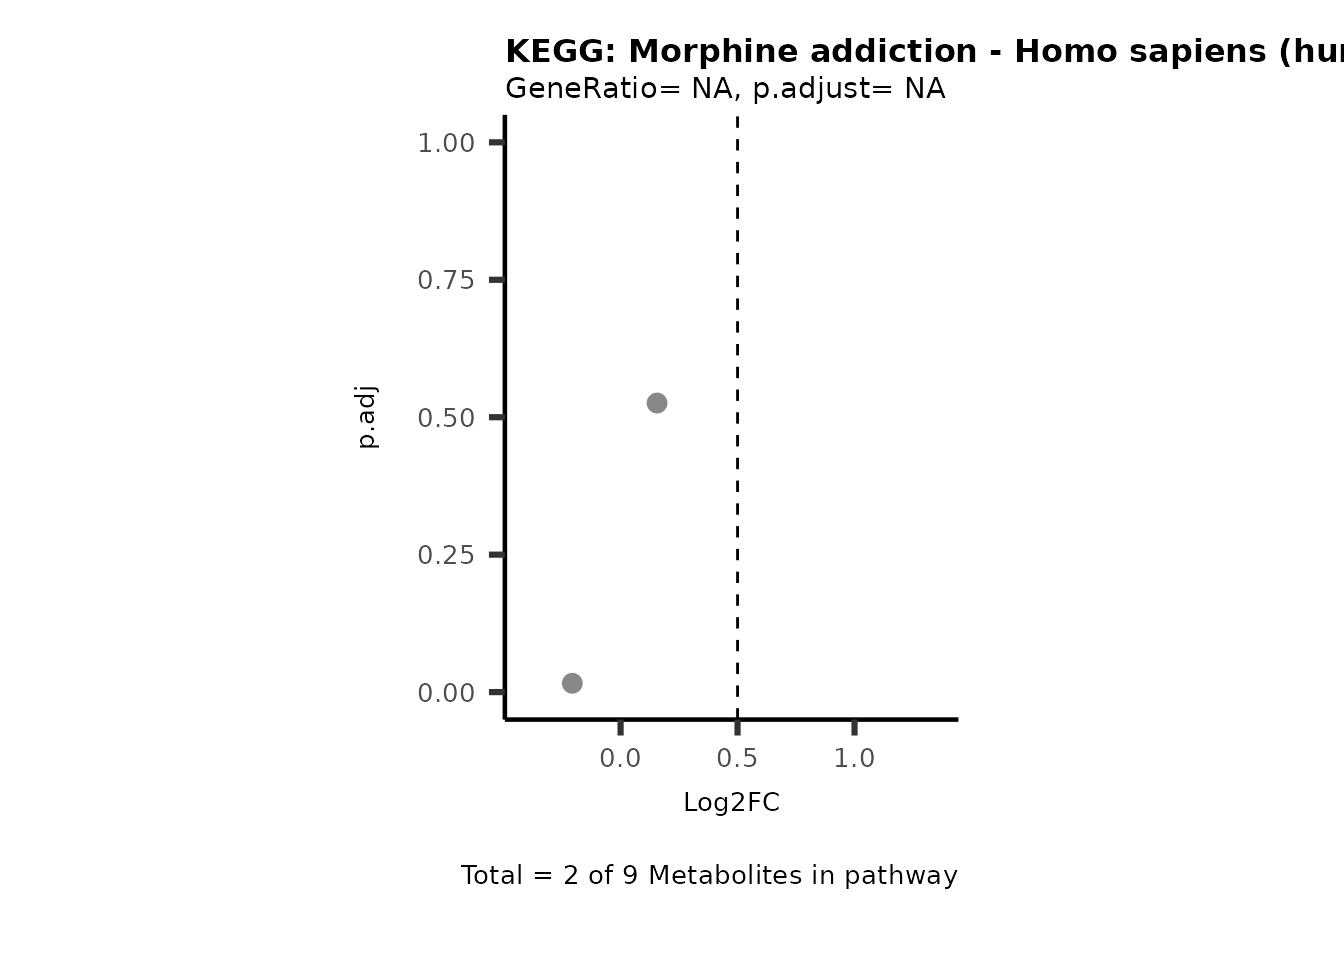 KEGG: Morphine addiction - Homo sapiens (hu
GeneRatio= NA, p.adjust= NA
1.00
0.75
0.50
0.25
0.00
p.adj
0.0 0.5 1.0
Log2FC
Total = 2 of 9 Metabolites in pathway